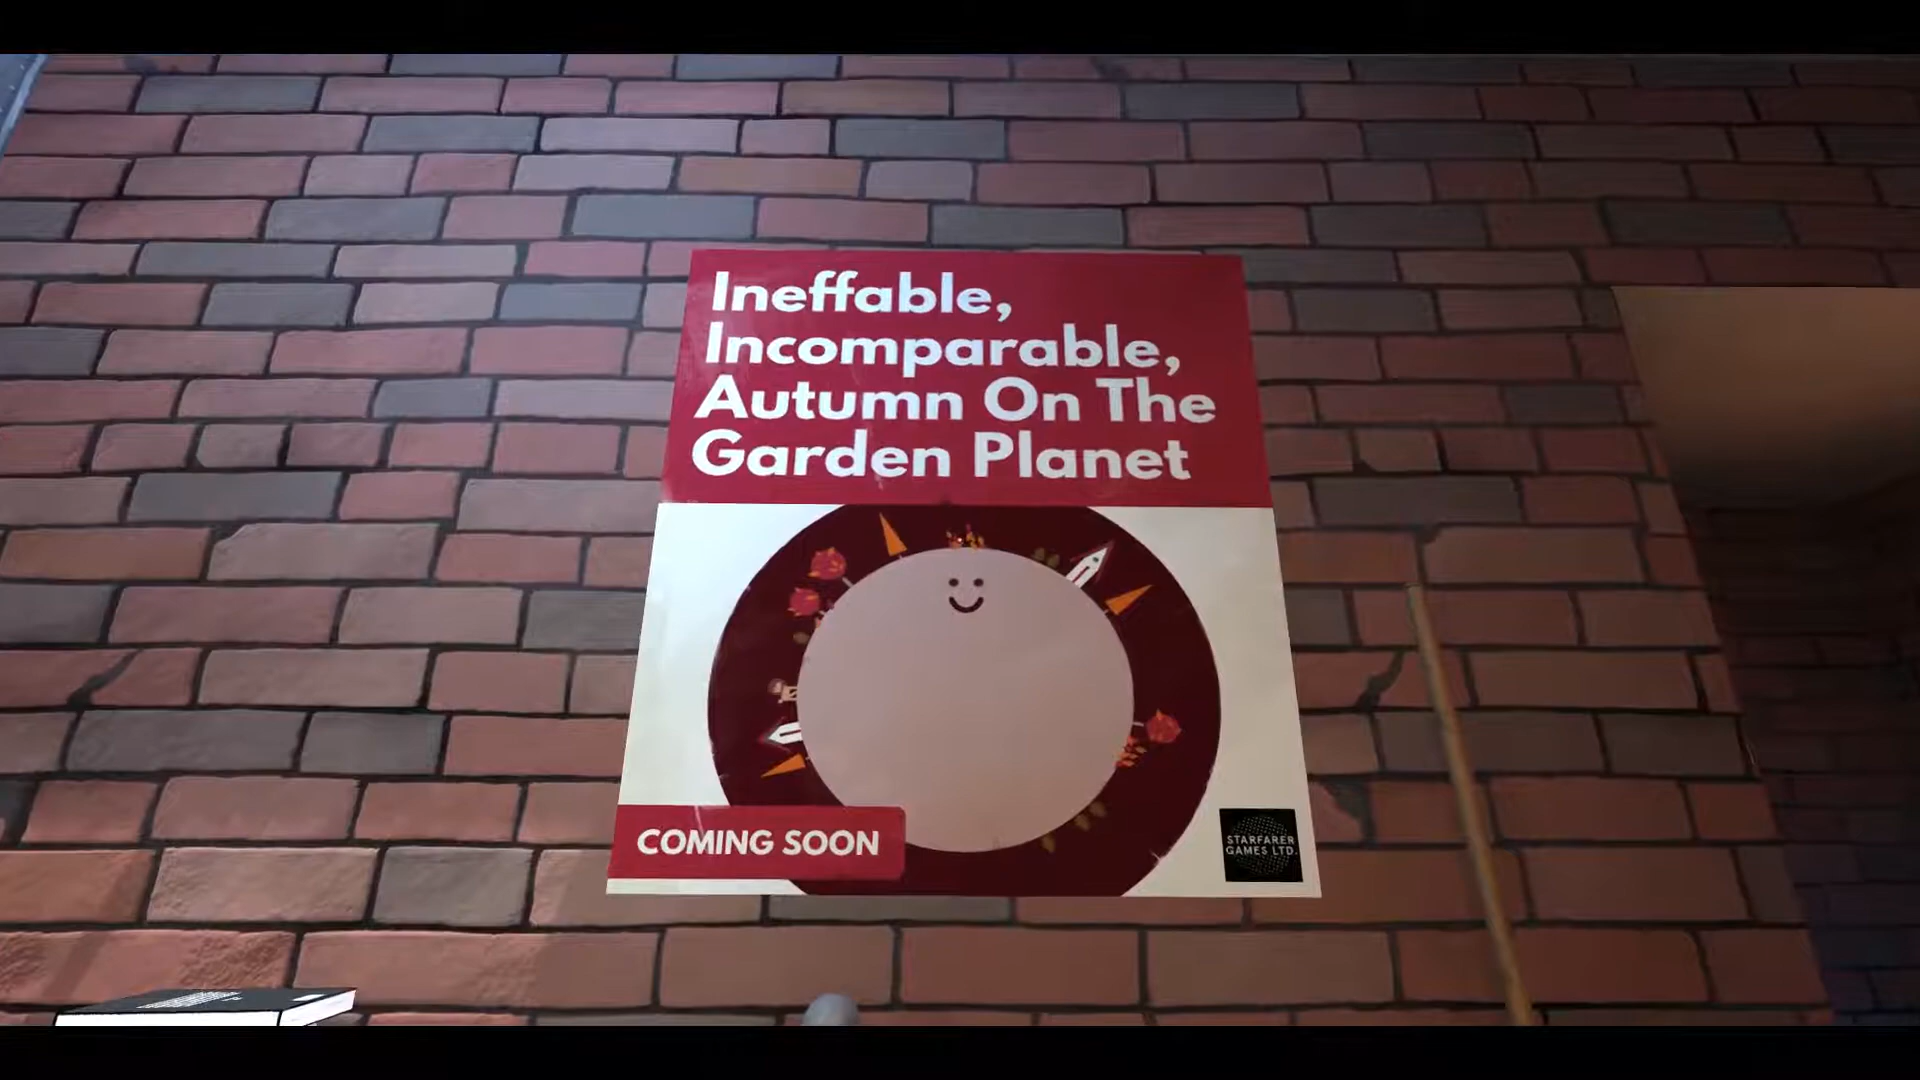 Ineffable,
Incomparable,
Autumn On The
Garden Planet
COMING SOON
STARFARER
GAMES LTD.